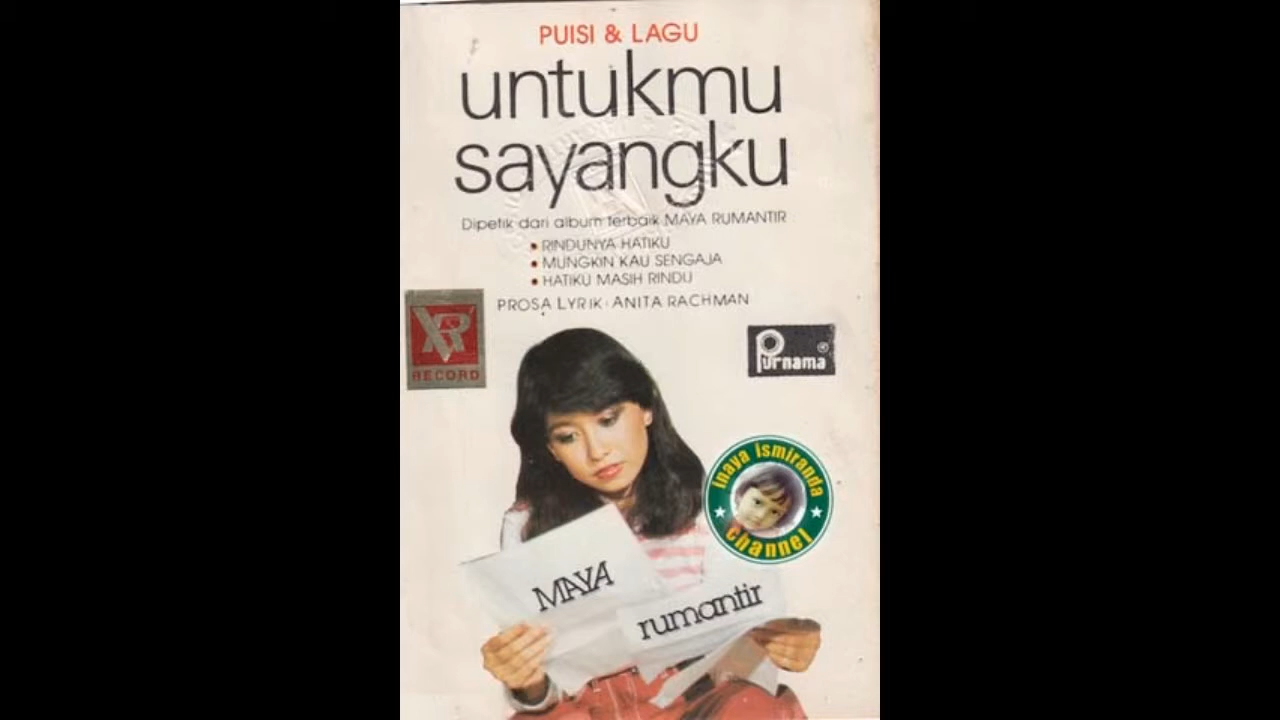 PUISI & LAGU
untukmu
sayangku
Dipetik dari album terbaik MAYA RUMANTIR
• RINDUNYA HATIKU
• MUNGKIN KAU SENGAJA
• HATIKU MASIH RINDU
PROSA LYRIK: ANITA RACHMAN
XR
RECORD
Purnama
inaya ismiranda
channel
MAYA
rumantir